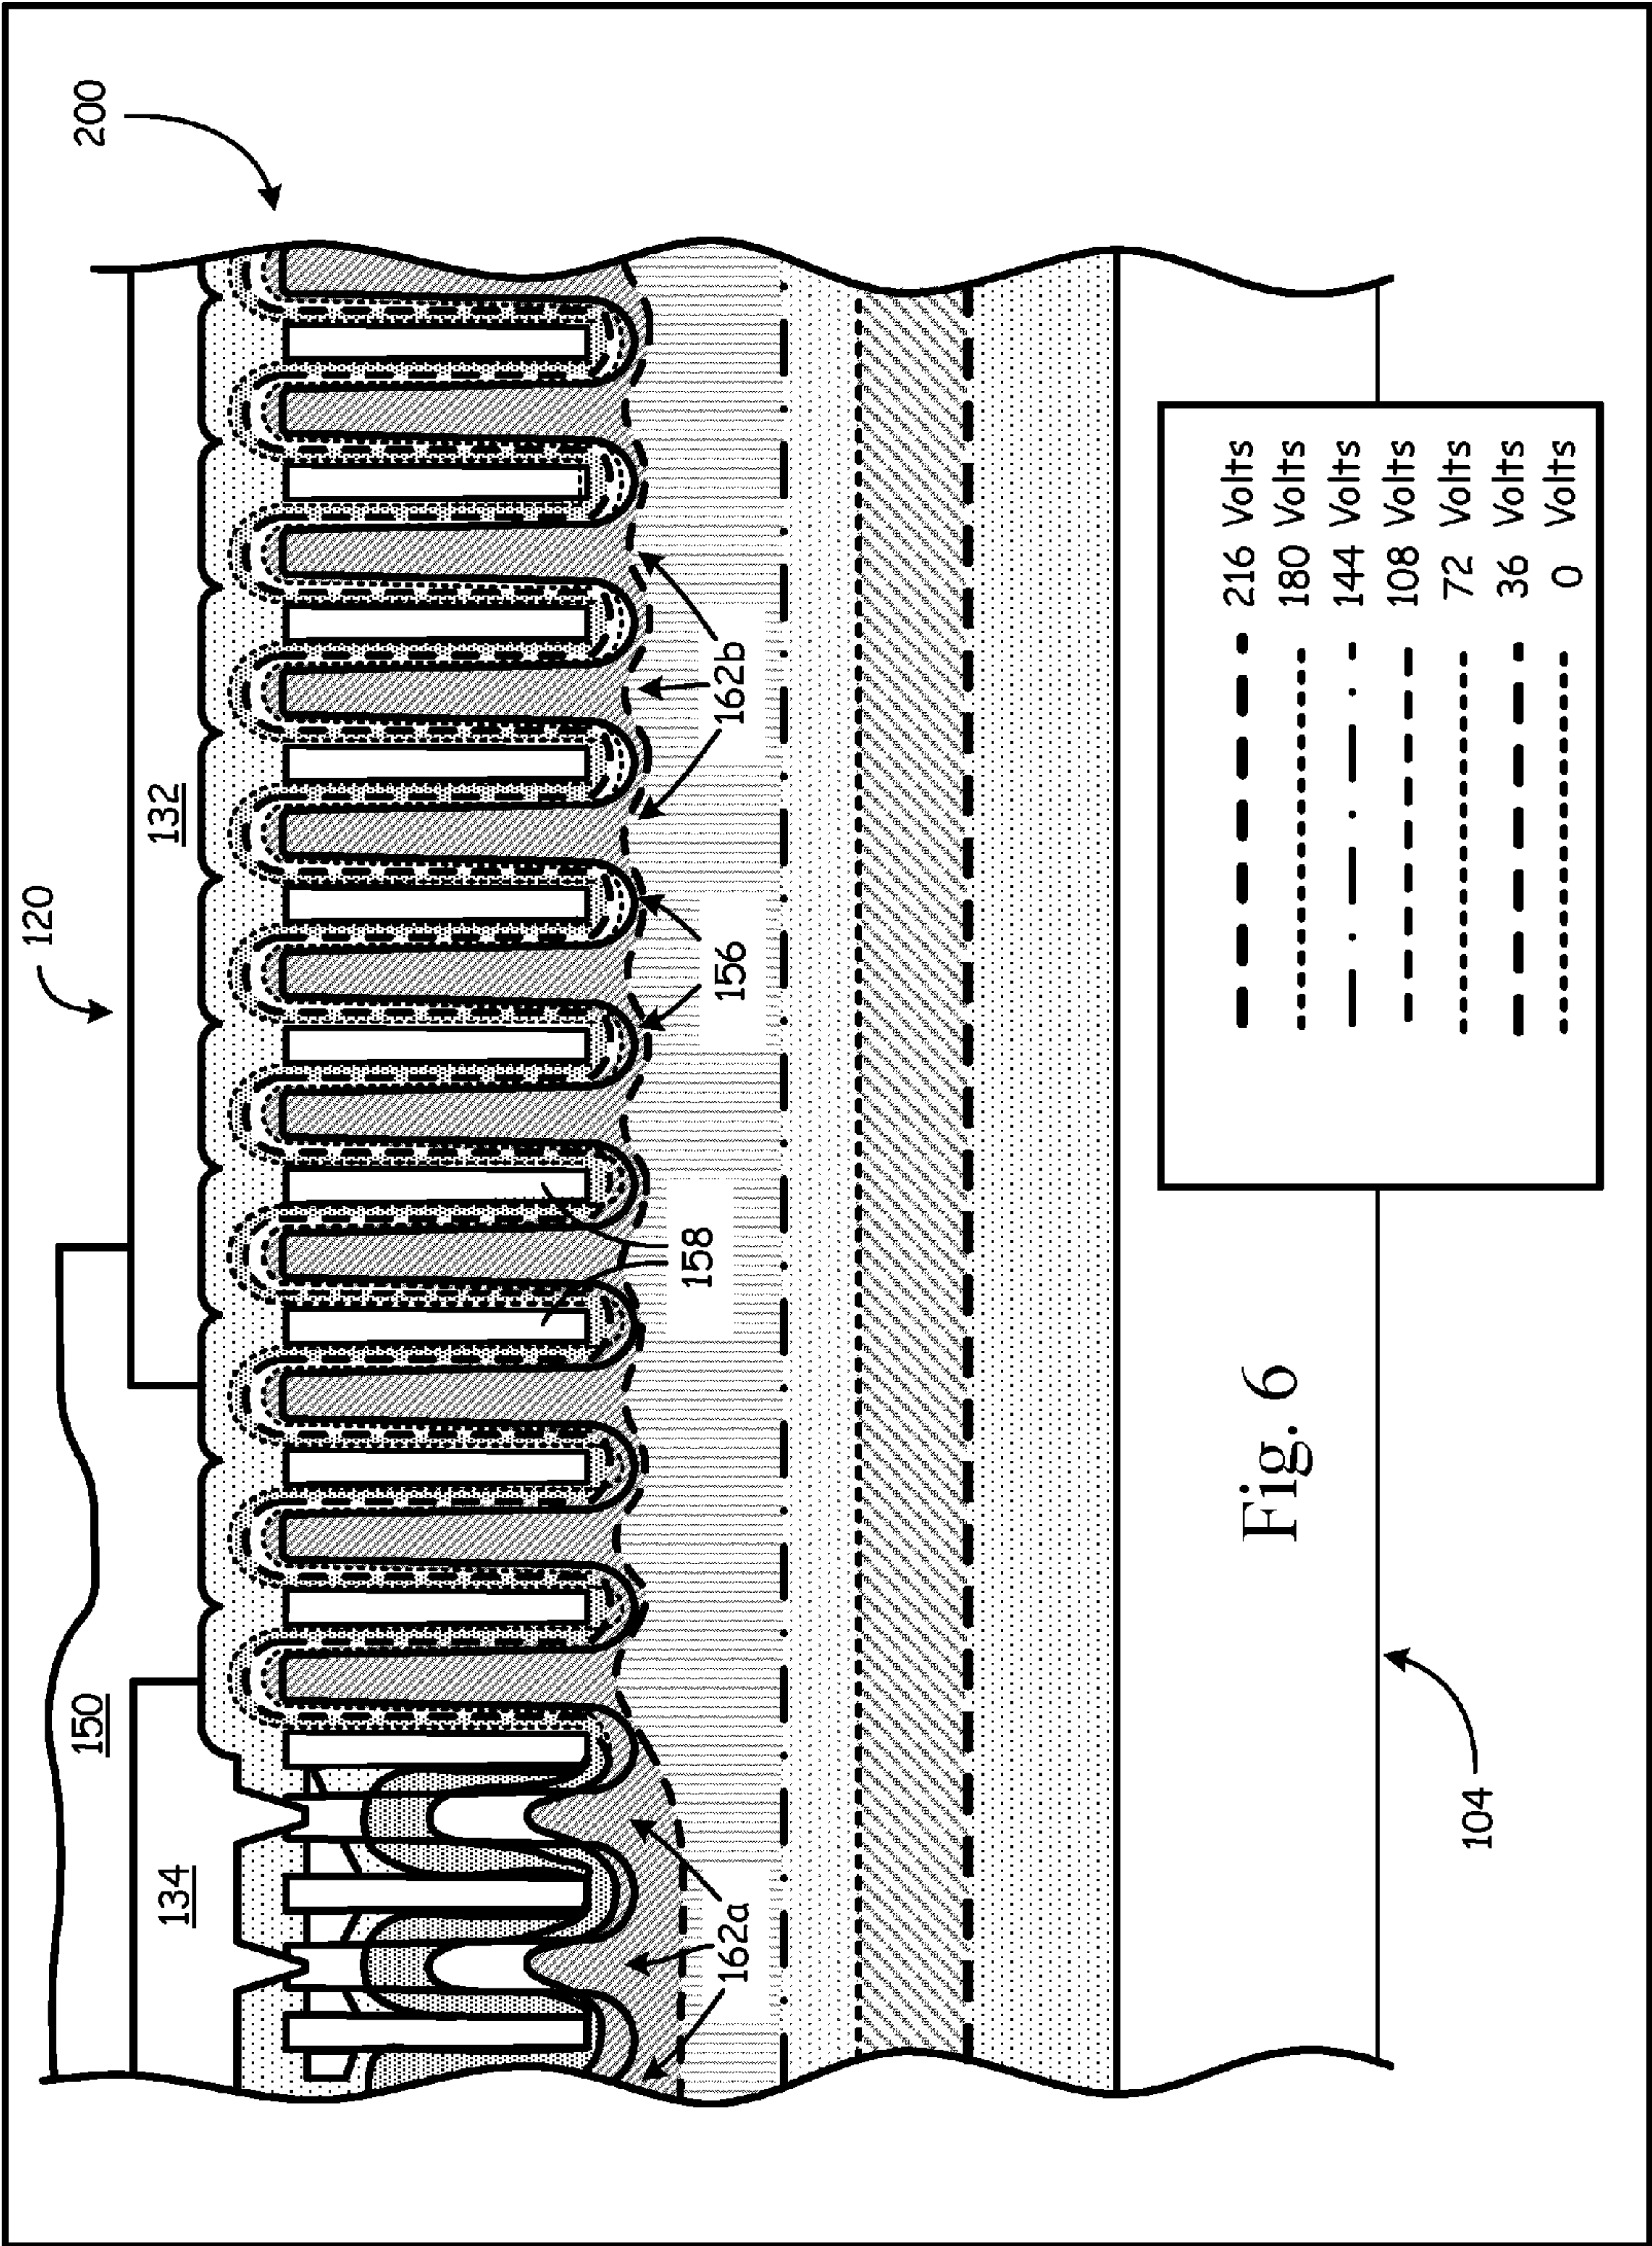 200
120
132
150
134
162b
156
158
162a
216 Volts
180 Volts
144 Volts
108 Volts
72 Volts
36 Volts
0 Volts
104
Fig. 6